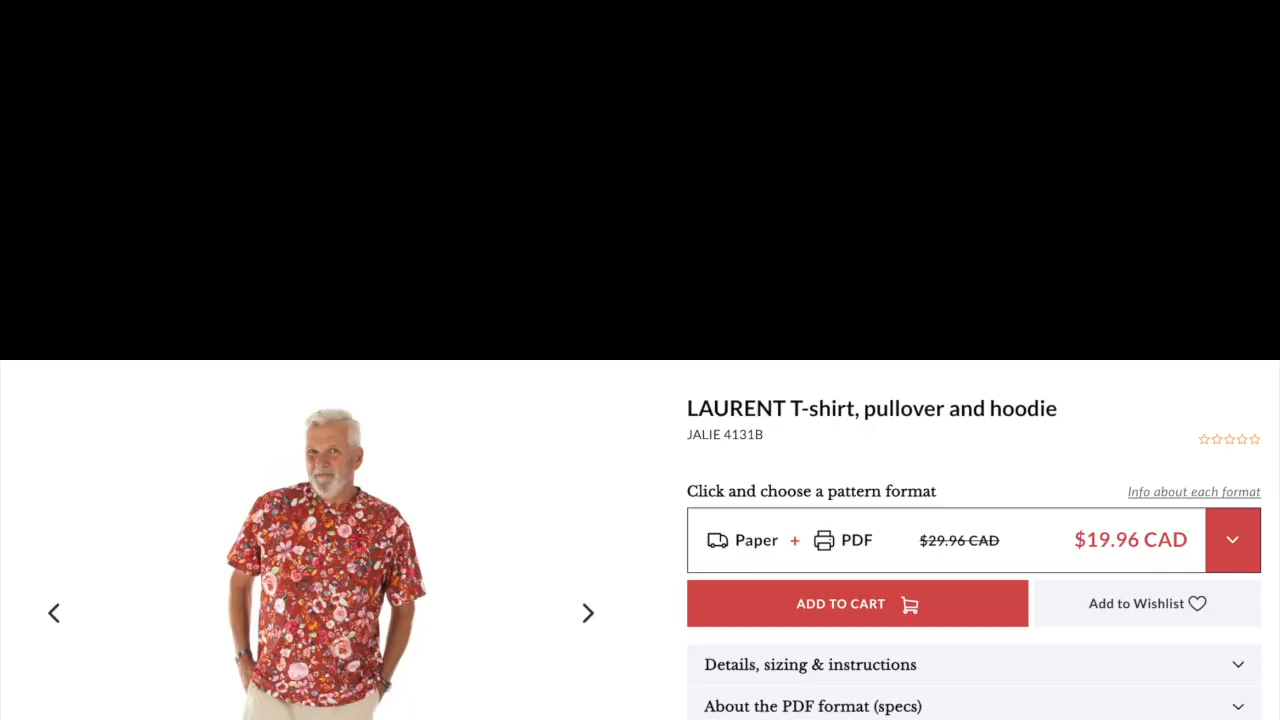 LAURENT T-shirt, pullover and hoodie
JALIE 4131B
Click and choose a pattern format
Info about each format
Paper + PDF $29.96 CAD $19.96 CAD
ADD TO CART
Add to Wishlist
Details, sizing & instructions
About the PDF format (specs)